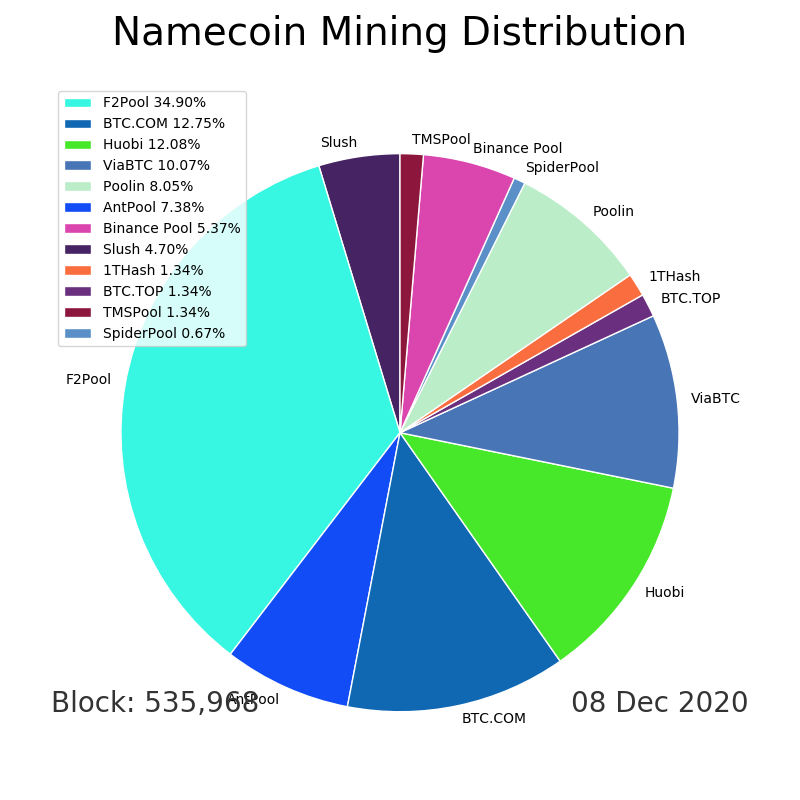 Namecoin Mining Distribution
F2Pool 34.90%
BTC.COM 12.75%
Huobi 12.08%
ViaBTC 10.07%
Poolin 8.05%
AntPool 7.38%
Binance Pool 5.37%
Slush 4.70%
1THash 1.34%
BTC.TOP 1.34%
TMSPool 1.34%
SpiderPool 0.67%
Slush
TMSPool
Binance Pool
SpiderPool
Poolin
1THash
BTC.TOP
ViaBTC
F2Pool
Huobi
AntPool
BTC.COM
Block: 535,968
08 Dec 2020